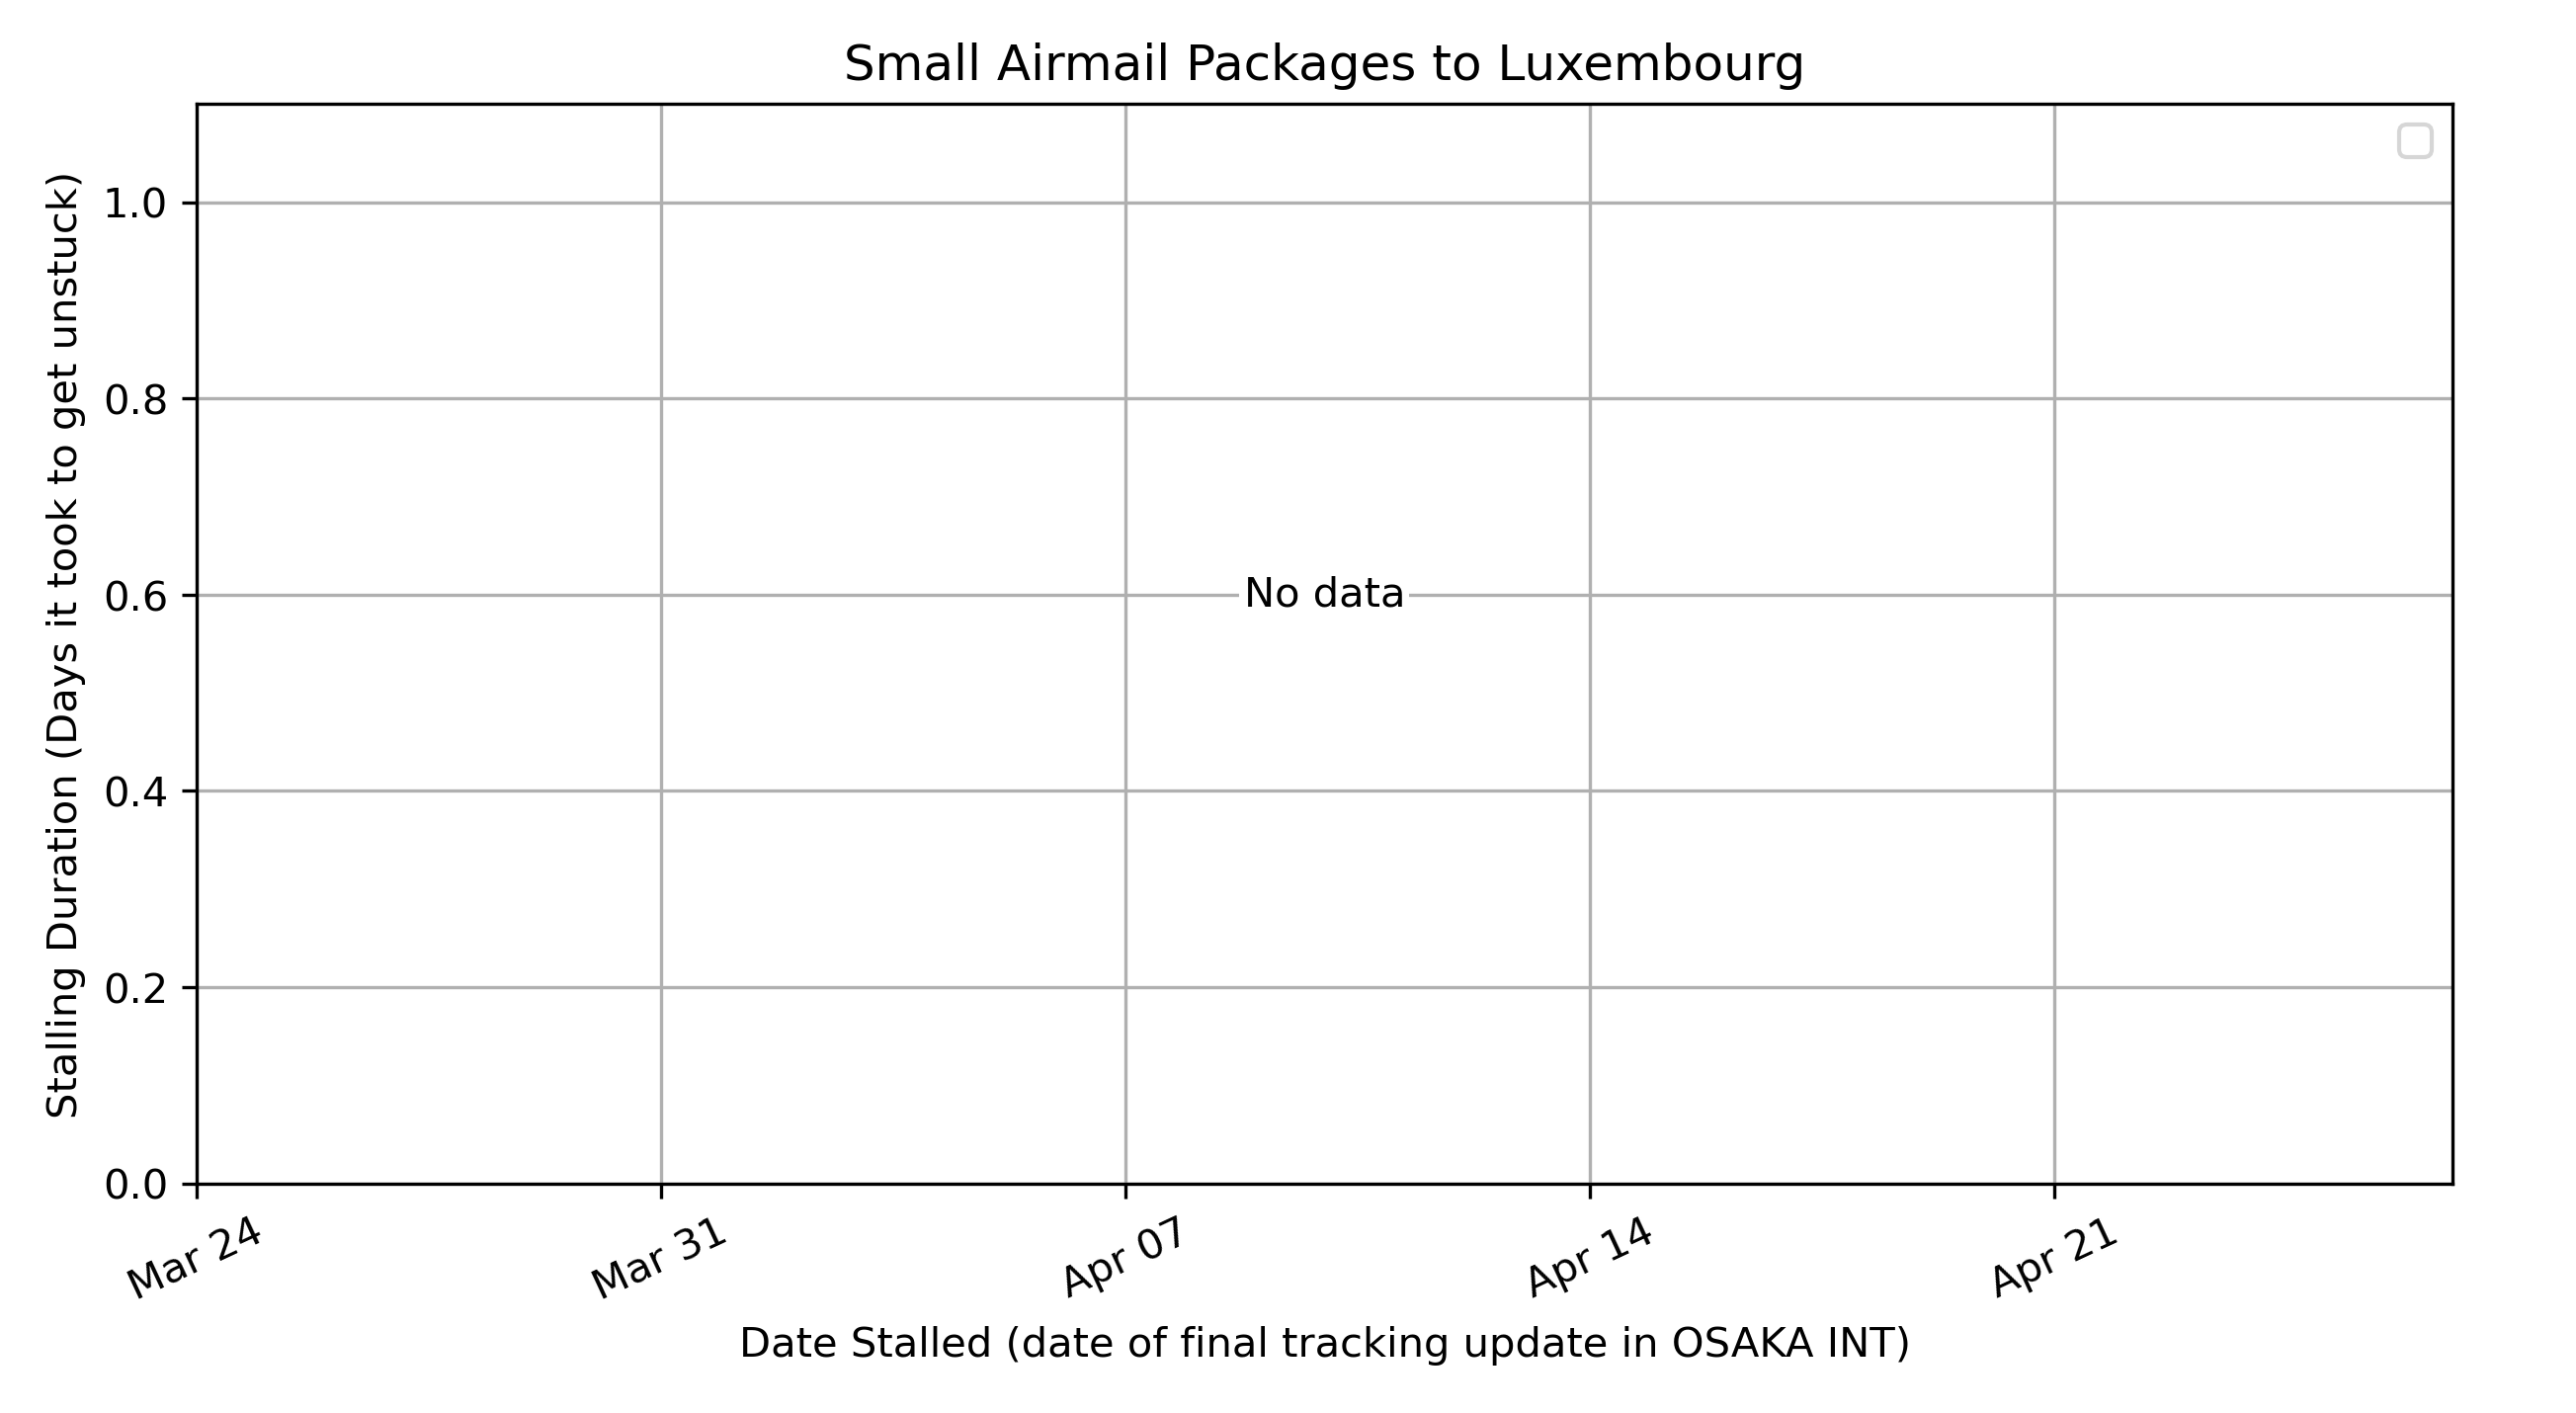 Small Airmail Packages to Luxembourg
Stalling Duration (Days it took to get unstuck)
1.0
0.8
0.6
0.4
0.2
0.0
No data
Mar 24
Mar 31
Apr 07
Apr 14
Apr 21
Date Stalled (date of final tracking update in OSAKA INT)